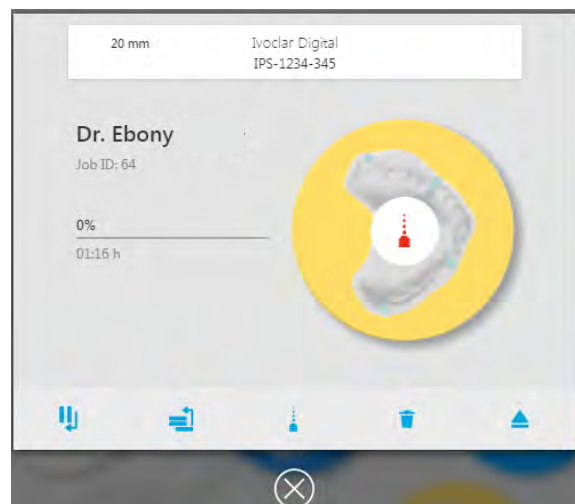 20 mm
Ivoclar Digital
IPS-1234-345
Dr. Ebony
Job ID: 64
0%
01:16 h